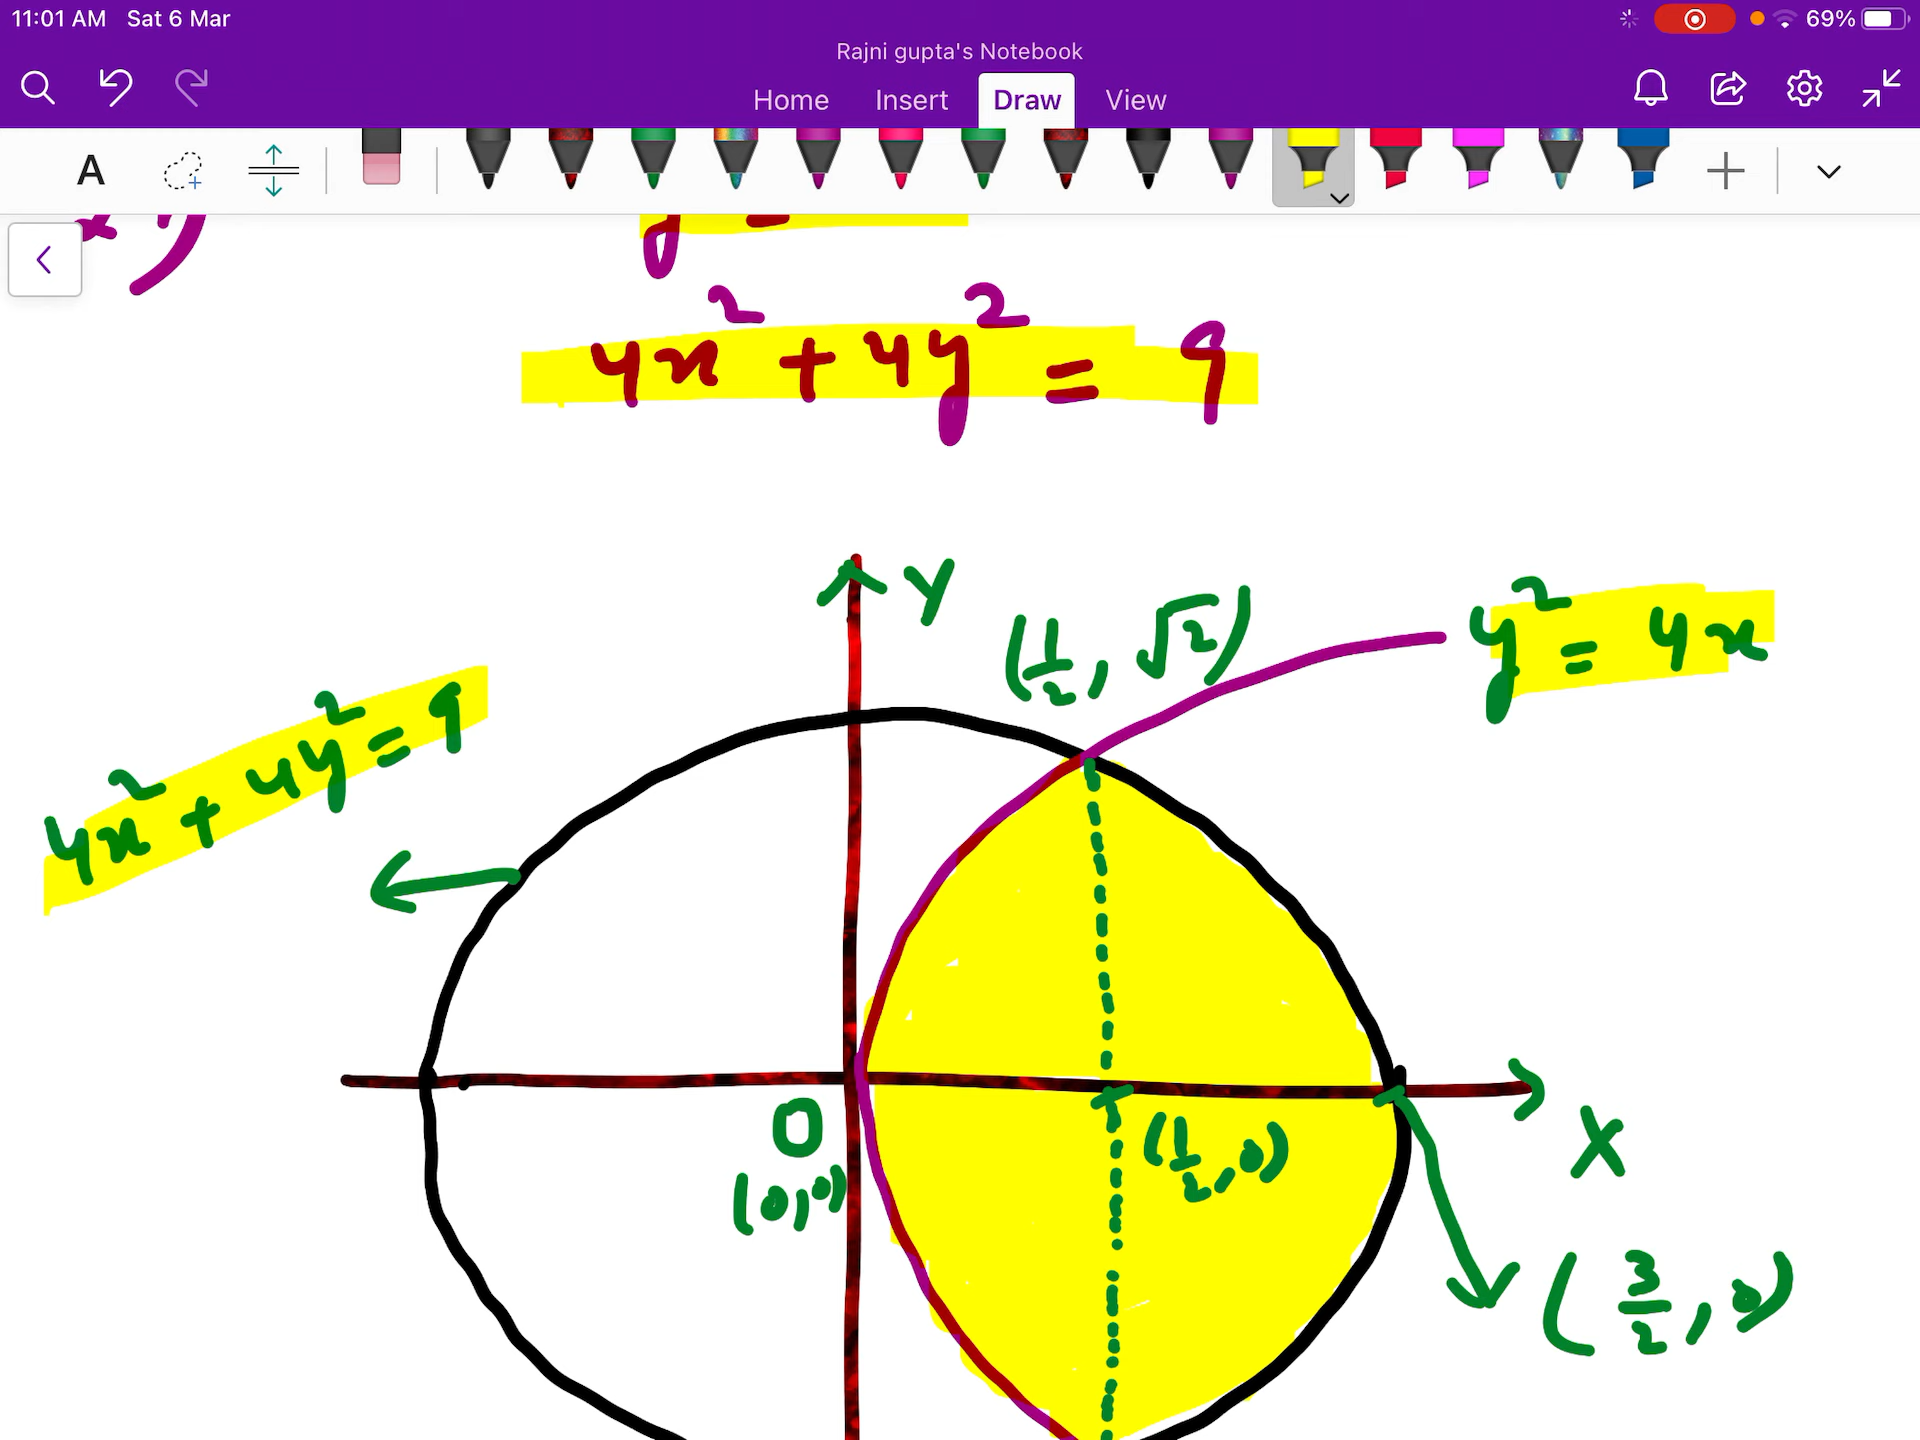 11:01 AM Sat 6 Mar 69%
Rajni gupta's Notebook
Home Insert Draw View
A
4x² + 4y² = 9
Y
(1/2, √2)
y² = 4x
4x² + 4y² = 9
O
(0,0)
(1/2, 0)
X
(3/2, 0)